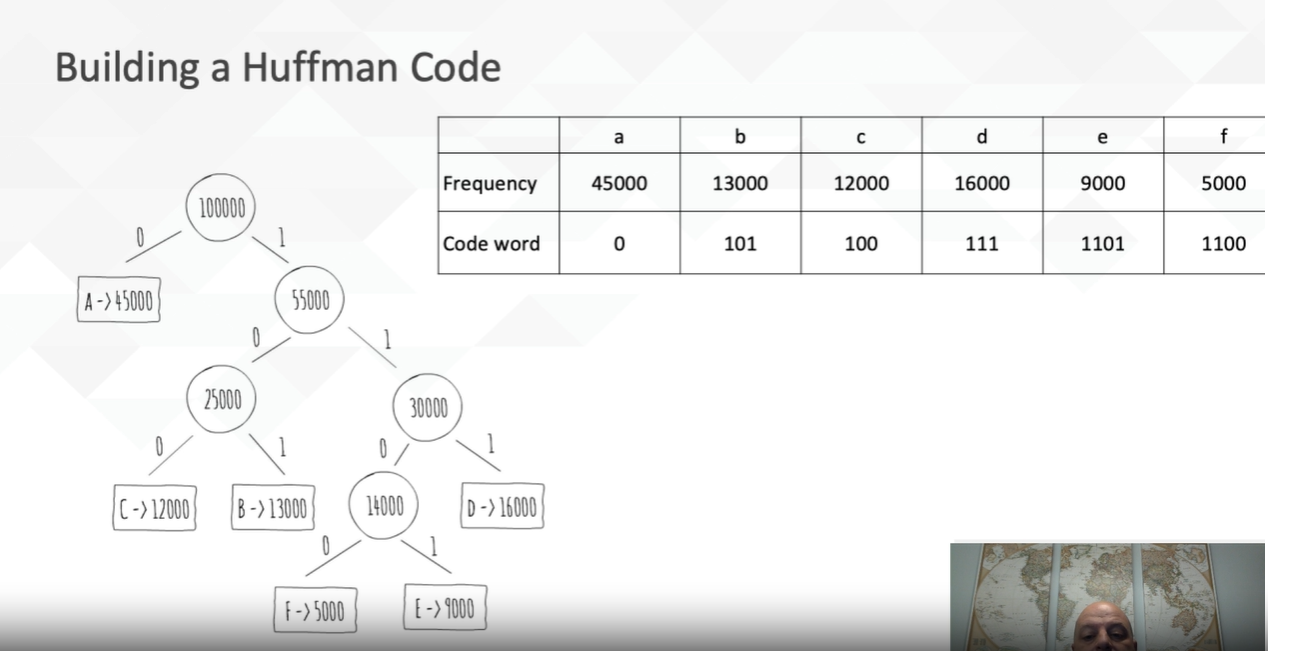 Building a Huffman Code
a b c d e f
Frequency 45000 13000 12000 16000 9000 5000
Code word 0 101 100 111 1101 1100
100000
0 1
A->45000
55000
0 1
25000
30000
0 1
0 1
C->12000
B->13000
14000
D->16000
0 1
F->5000
E->9000